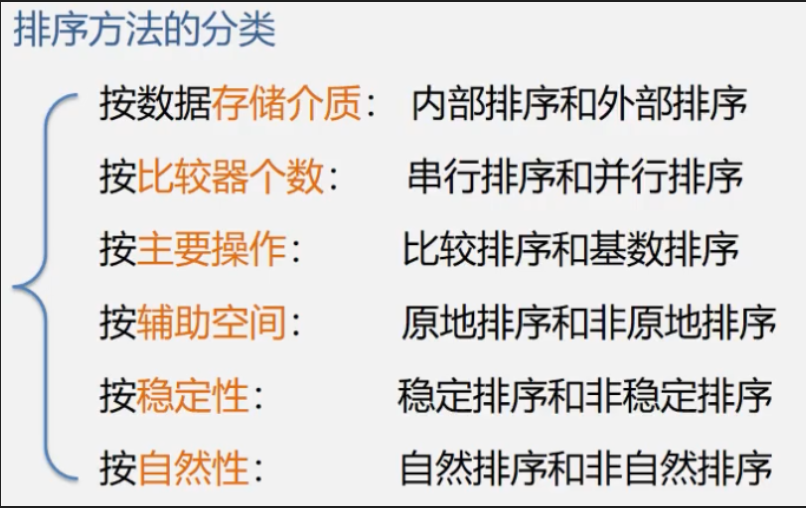 排序方法的分类
按数据存储介质： 内部排序和外部排序
按比较器个数： 串行排序和并行排序
按主要操作： 比较排序和基数排序
按辅助空间： 原地排序和非原地排序
按稳定性： 稳定排序和非稳定排序
按自然性： 自然排序和非自然排序